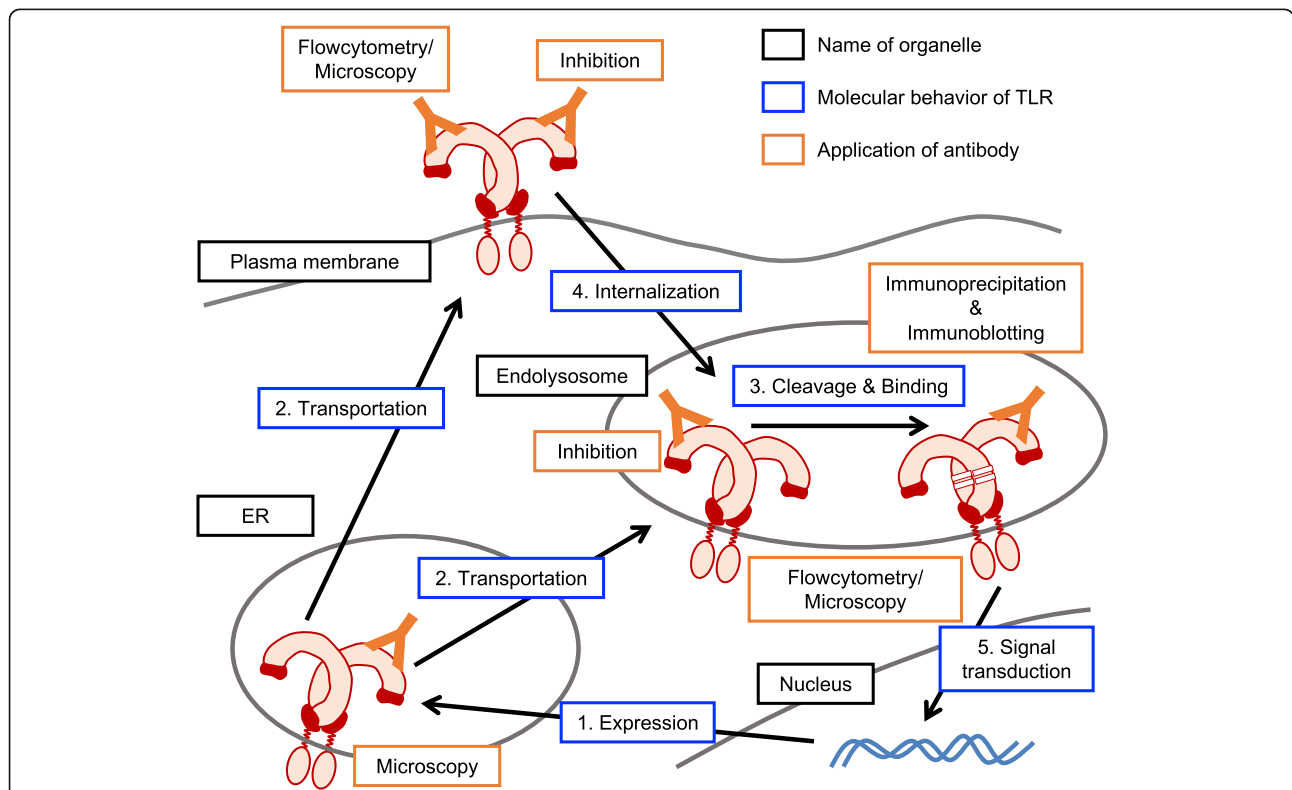 Flowcytometry/
Microscopy
Inhibition
Name of organelle
Molecular behavior of TLR
Application of antibody
Plasma membrane
4. Internalization
Immunoprecipitation
&
Immunoblotting
Endolysosome
3. Cleavage & Binding
2. Transportation
Inhibition
ER
2. Transportation
Flowcytometry/
Microscopy
5. Signal
transduction
Nucleus
1. Expression
Microscopy